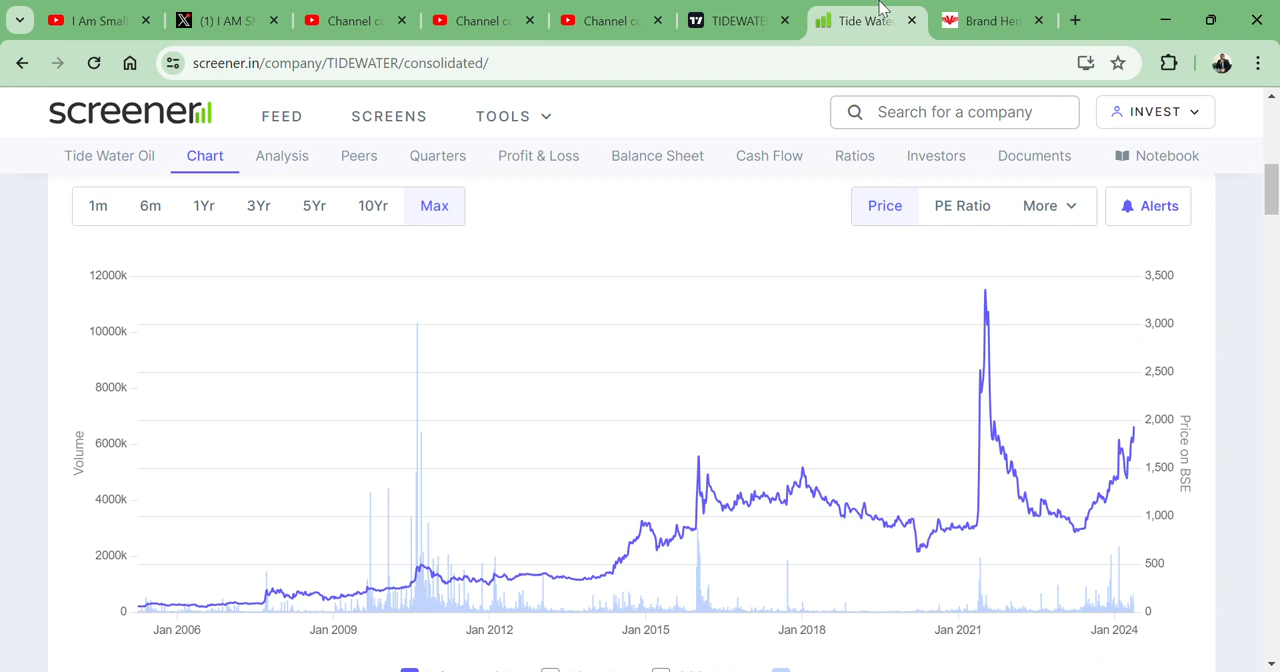 I Am Small
(1) I AM S
Channel c
Channel c
Channel c
TIDEWATE
Tide Wate
Brand Her
screener.in/company/TIDEWATER/consolidated/
screener
FEED
SCREENS
TOOLS
Search for a company
INVEST
Tide Water Oil
Chart
Analysis
Peers
Quarters
Profit & Loss
Balance Sheet
Cash Flow
Ratios
Investors
Documents
Notebook
1m
6m
1Yr
3Yr
5Yr
10Yr
Max
Price
PE Ratio
More
Alerts
12000k
10000k
8000k
6000k
4000k
2000k
0
Volume
3,500
3,000
2,500
2,000
1,500
1,000
500
0
Price on BSE
Jan 2006
Jan 2009
Jan 2012
Jan 2015
Jan 2018
Jan 2021
Jan 2024